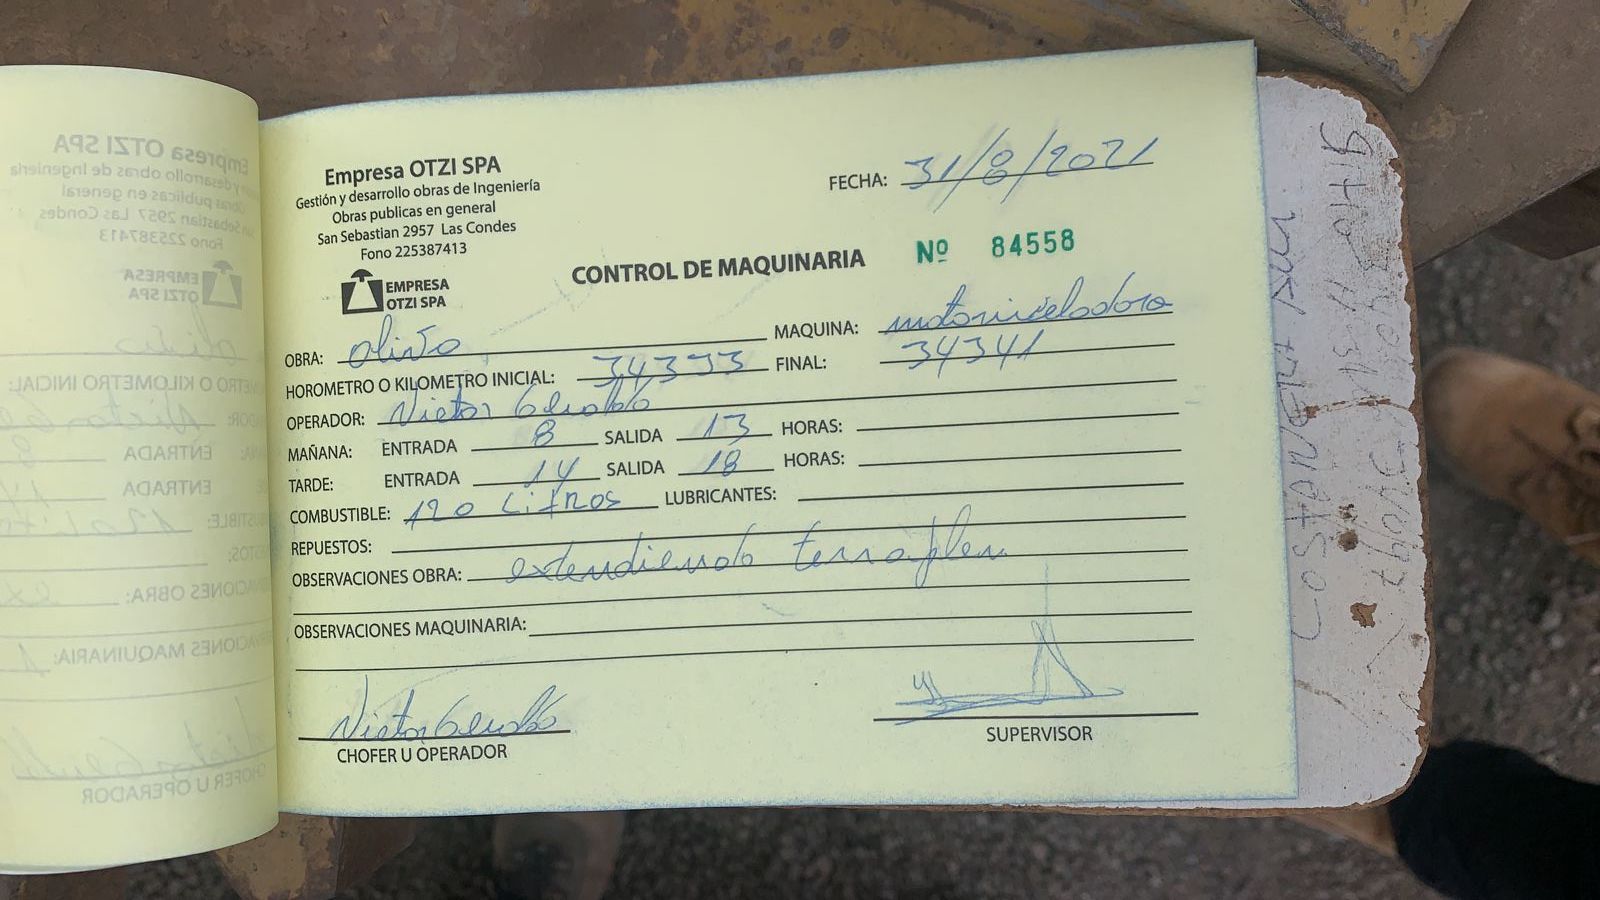 Empresa OTZI SPA
Gestión y desarrollo obras de Ingeniería
Obras publicas en general
San Sebastian 2957 Las Condes
Fono 225387413
EMPRESA
OTZI SPA
FECHA: 31/8/2021
CONTROL DE MAQUINARIA Nº 84558
OBRA: olivo MAQUINA: motoniveladora
HOROMETRO O KILOMETRO INICIAL: 34333 FINAL: 34341
OPERADOR: Victor
MAÑANA: ENTRADA 8 SALIDA 13 HORAS:
TARDE: ENTRADA 14 SALIDA 18 HORAS:
COMBUSTIBLE: 120 Litros LUBRICANTES:
REPUESTOS:
OBSERVACIONES OBRA: extendiendo terraplen
OBSERVACIONES MAQUINARIA:
Victor
CHOFER U OPERADOR
SUPERVISOR